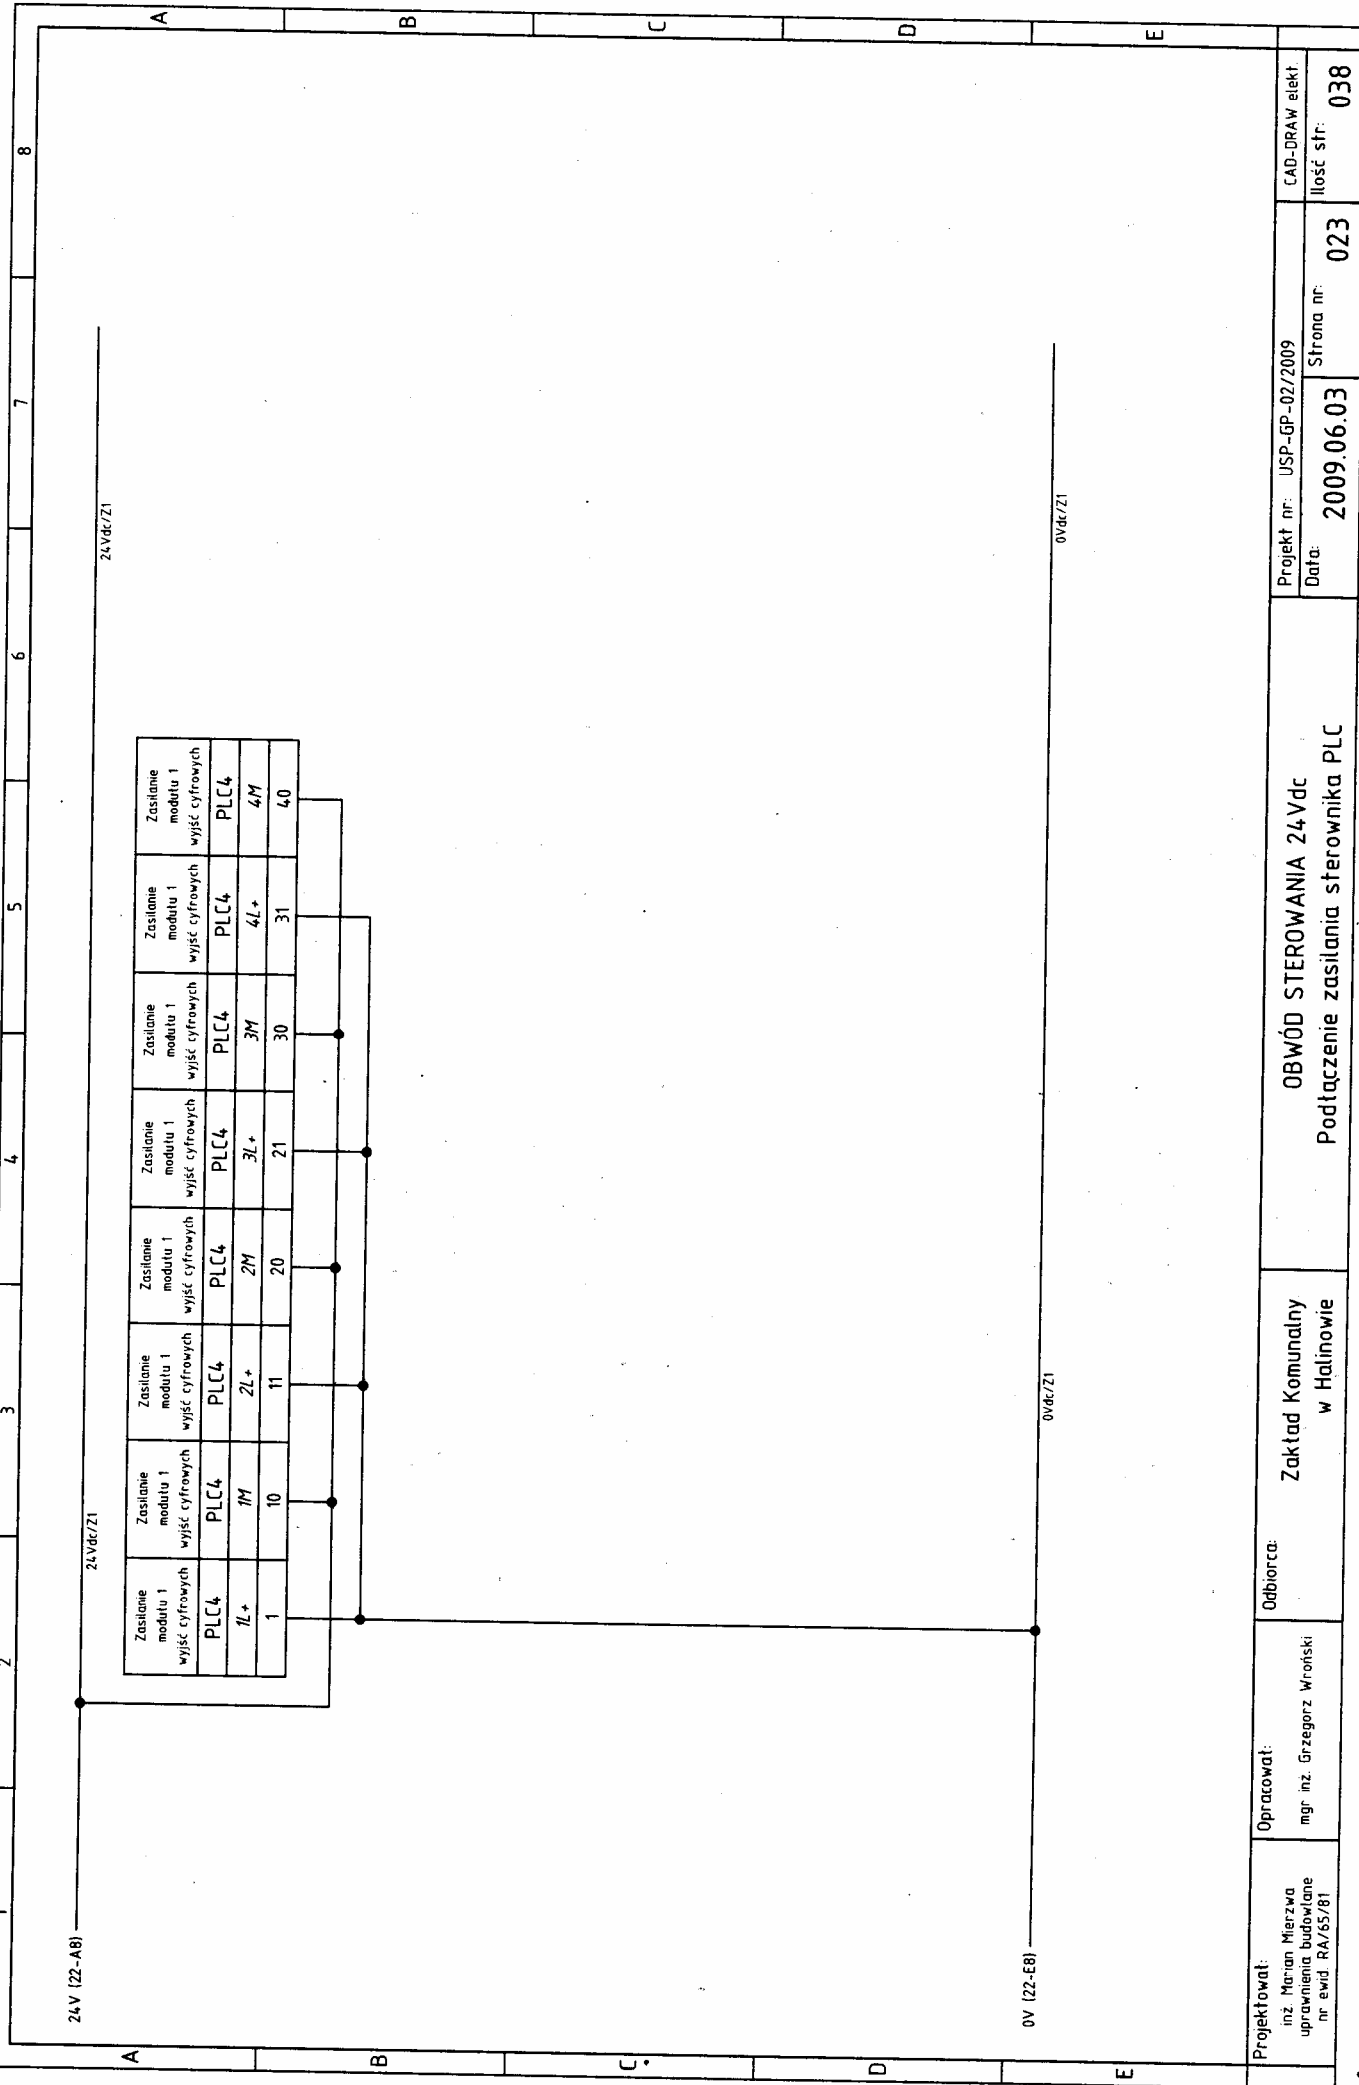 2 3 4 5 6 7 8
A
B
C
D
E
A
B
C
D
E
24V (22-A8)
24Vdc/Z1
24Vdc/Z1
Zasilanie modułu 1 wyjść cyfrowych
PLC4
1L+
1
Zasilanie modułu 1 wyjść cyfrowych
PLC4
1M
10
Zasilanie modułu 1 wyjść cyfrowych
PLC4
2L+
11
Zasilanie modułu 1 wyjść cyfrowych
PLC4
2M
20
Zasilanie modułu 1 wyjść cyfrowych
PLC4
3L+
21
Zasilanie modułu 1 wyjść cyfrowych
PLC4
3M
30
Zasilanie modułu 1 wyjść cyfrowych
PLC4
4L+
31
Zasilanie modułu 1 wyjść cyfrowych
PLC4
4M
40
0V (22-E8)
0Vdc/Z1
0Vdc/Z1
Projektował:
inż. Marian Mierzwa
uprawnienia budowlane
nr ewid. RA/65/81
Opracował:
mgr inż. Grzegorz Wroński
Odbiorca:
Zakład Komunalny
w Halinowie
OBWÓD STEROWANIA 24Vdc
Podłączenie zasilania sterownika PLC
Projekt nr: USP-GP-02/2009
CAD-DRAW elekt.
Data: 2009.06.03
Strona nr: 023
Ilość str: 038